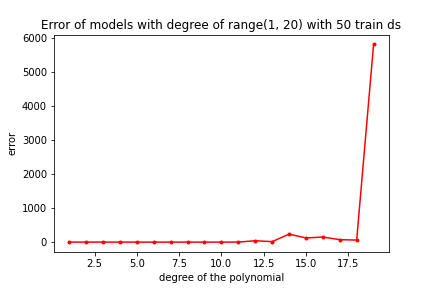 Error of models with degree of range(1, 20) with 50 train ds
6000
5000
4000
3000
2000
1000
0
error
2.5 5.0 7.5 10.0 12.5 15.0 17.5
degree of the polynomial